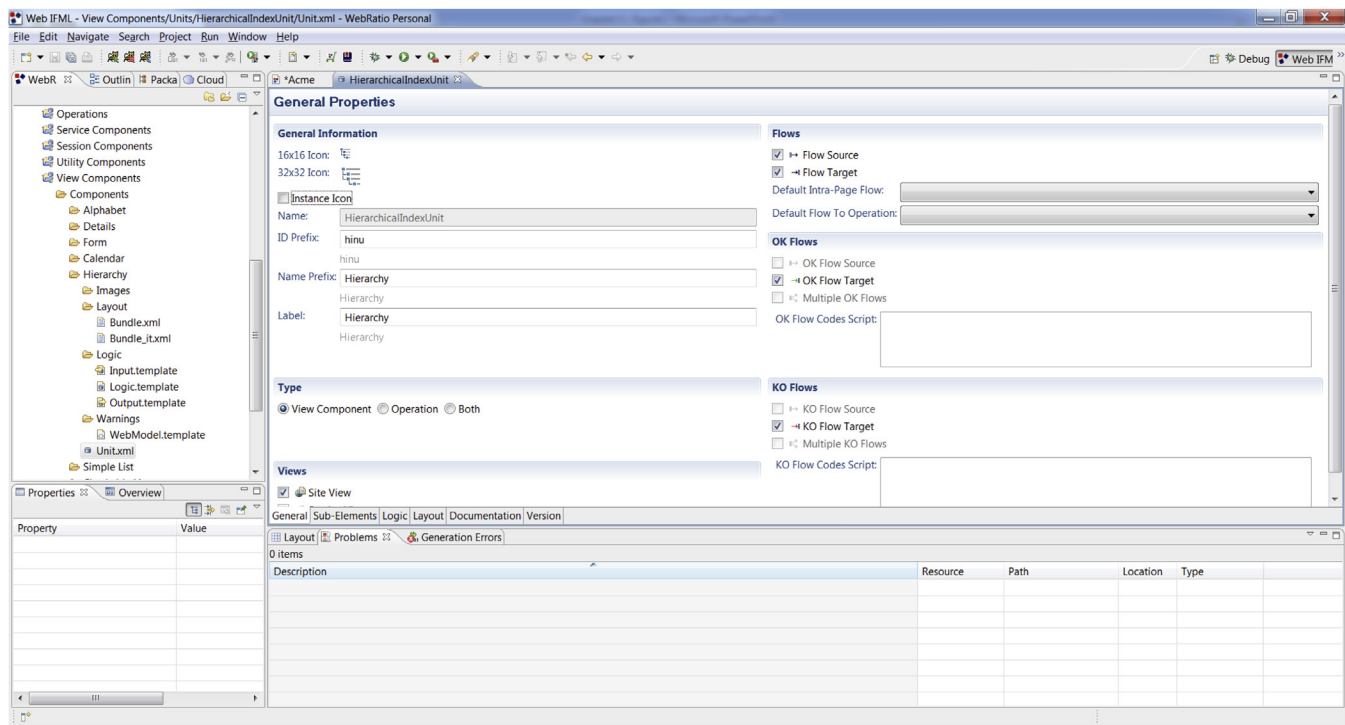 Web IFML - View Components/Units/HierarchicalIndexUnit/Unit.xml - WebRatio Personal
File Edit Navigate Search Project Run Window Help
Debug Web IFM
WebR Outlin Packa Cloud
Operations
Service Components
Session Components
Utility Components
View Components
Components
Alphabet
Details
Form
Calendar
Hierarchy
Images
Layout
Bundle.xml
Bundle_it.xml
Logic
Input.template
Logic.template
Output.template
Warnings
WebModel.template
Unit.xml
Simple List
*Acme HierarchicalIndexUnit
General Properties
General Information
16x16 Icon:
32x32 Icon:
Instance Icon
Name: HierarchicalIndexUnit
ID Prefix: hinu
hinu
Name Prefix: Hierarchy
Hierarchy
Label: Hierarchy
Hierarchy
Type
View Component Operation Both
Views
Site View
Flows
Flow Source
Flow Target
Default Intra-Page Flow:
Default Flow To Operation:
OK Flows
OK Flow Source
OK Flow Target
Multiple OK Flows
OK Flow Codes Script:
KO Flows
KO Flow Source
KO Flow Target
Multiple KO Flows
KO Flow Codes Script:
General Sub-Elements Logic Layout Documentation Version
Properties Overview
Property Value
Layout Problems Generation Errors
0 items
Description Resource Path Location Type